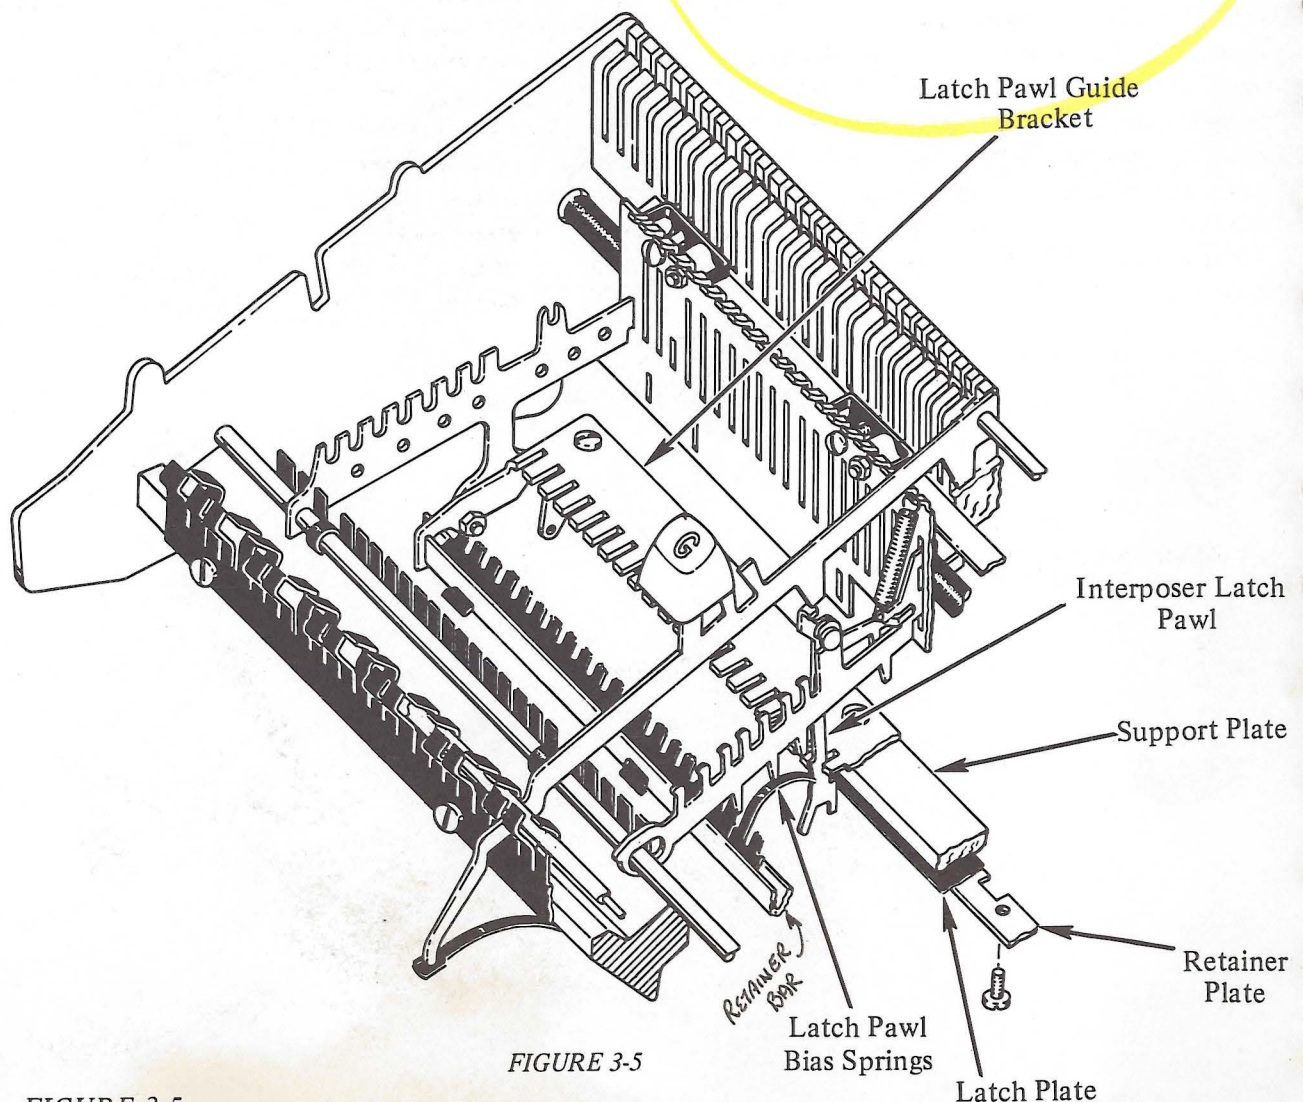 Latch Pawl Guide
Bracket
G
Interposer Latch
Pawl
Support Plate
Retainer
Plate
RETAINER
BAR
Latch Pawl
Bias Springs
Latch Plate
FIGURE 3-5
FIGURE 3-5